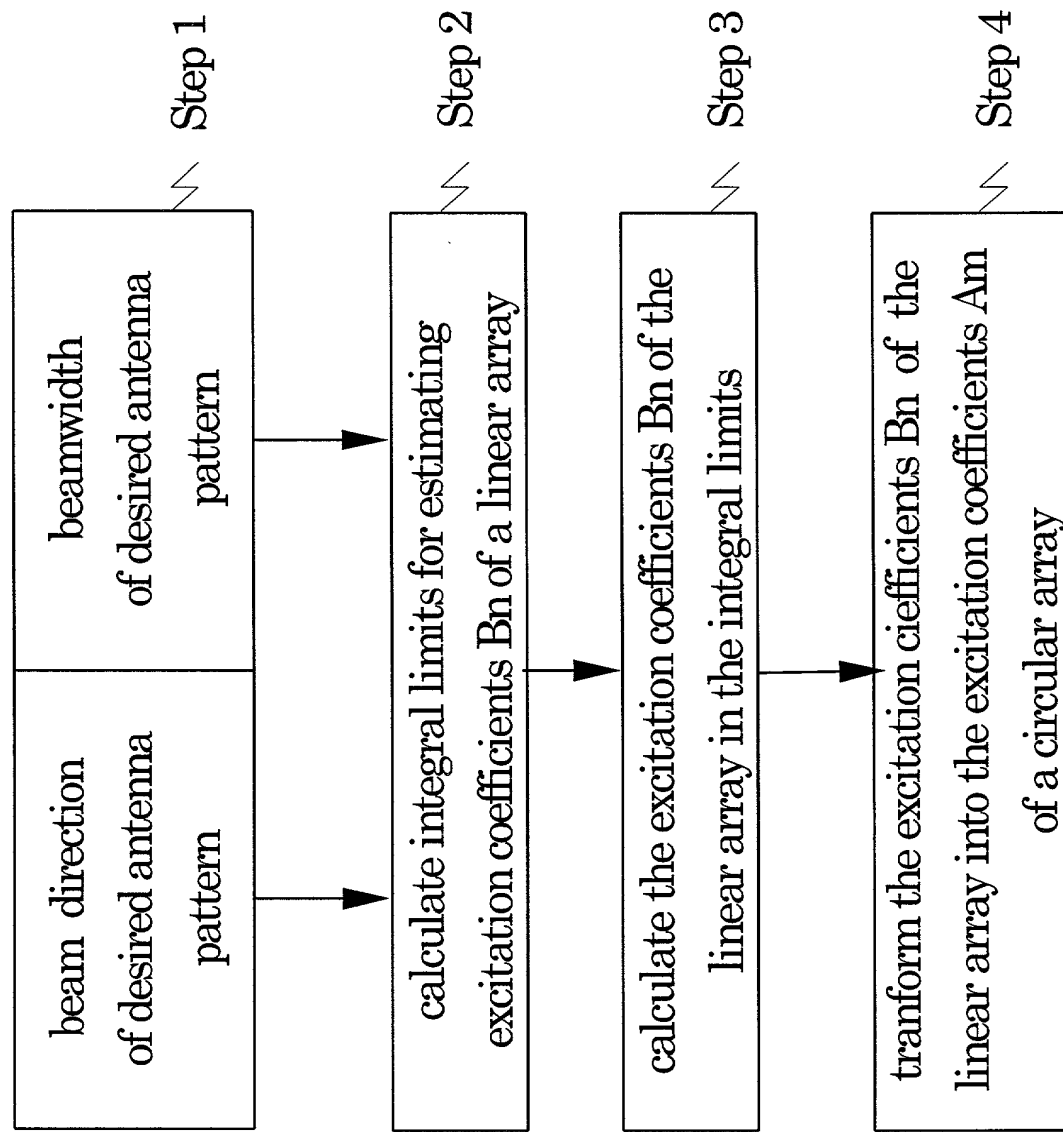 beam direction
of desired antenna
pattern
beamwidth
of desired antenna
pattern
Step 1
calculate integral limits for estimating
excitation coefficients Bn of a linear array
Step 2
calculate the excitation coefficients Bn of the
linear array in the integral limits
Step 3
tranform the excitation ciefficients Bn of the
linear array into the excitation coefficients Am
of a circular array
Step 4